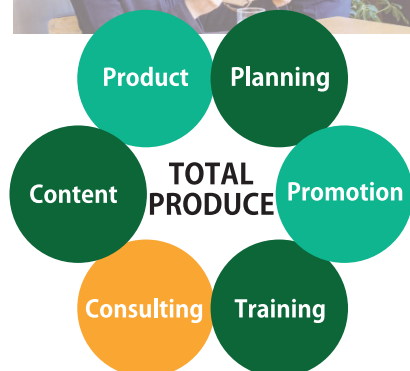 Product
Planning
Content
TOTAL
PRODUCE
Promotion
Consulting
Training